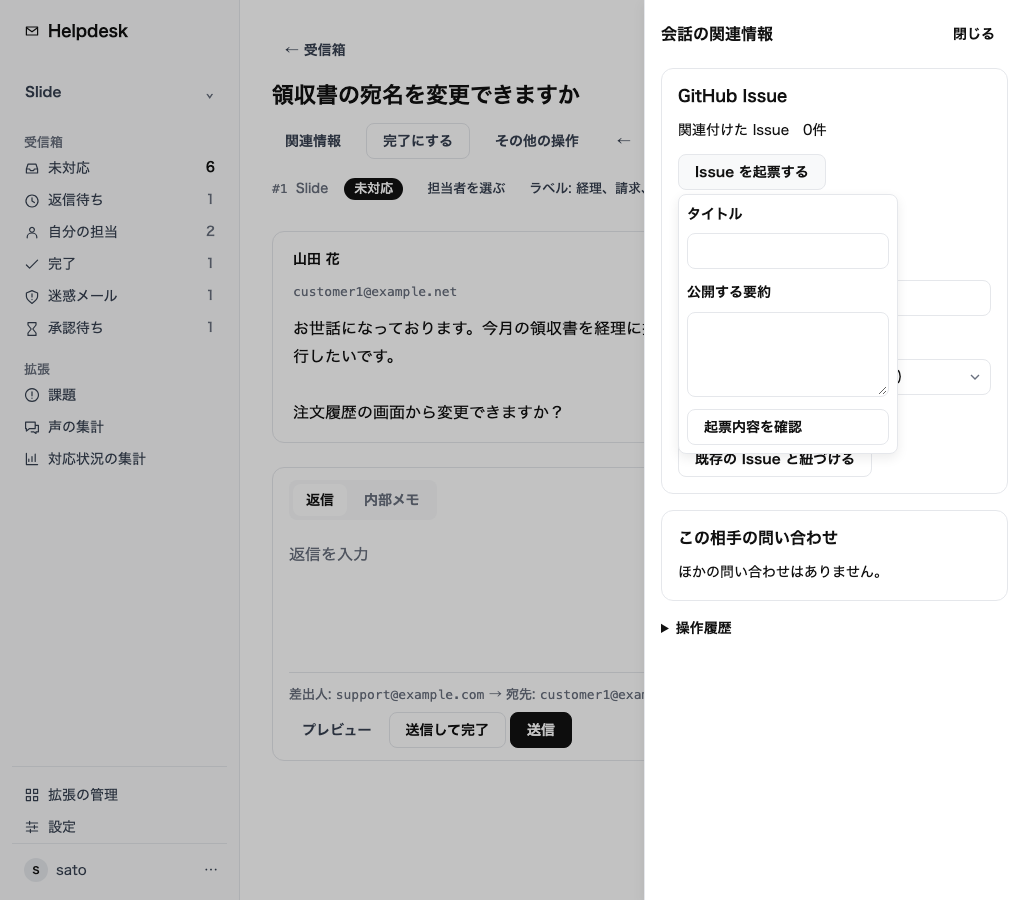 Helpdesk
Slide
受信箱
未対応 6
返信待ち 1
自分の担当 2
完了 1
迷惑メール 1
承認待ち 1
拡張
課題
声の集計
対応状況の集計
拡張の管理
設定
S sato ...
← 受信箱
領収書の宛名を変更できますか
関連情報 完了にする その他の操作 ←
#1 Slide 未対応 担当者を選ぶ ラベル: 経理、請求、
山田 花
customer1@example.net
お世話になっております。今月の領収書を経理に
行したいです。
注文履歴の画面から変更できますか？
返信 内部メモ
返信を入力
差出人: support@example.com → 宛先: customer1@exam
プレビュー 送信して完了 送信
会話の関連情報 閉じる
GitHub Issue
関連付けた Issue 0件
Issue を起票する
タイトル
公開する要約
)
起票内容を確認
既存の Issue と紐づける
この相手の問い合わせ
ほかの問い合わせはありません。
▶ 操作履歴